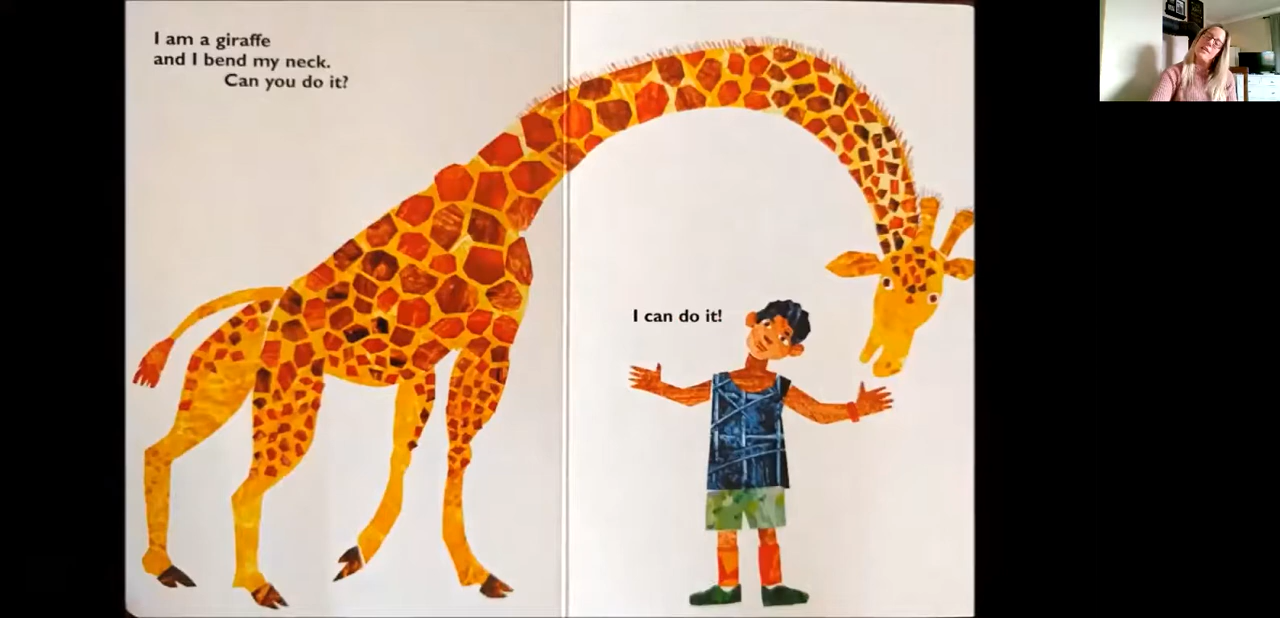 I am a giraffe
and I bend my neck.
Can you do it?
I can do it!